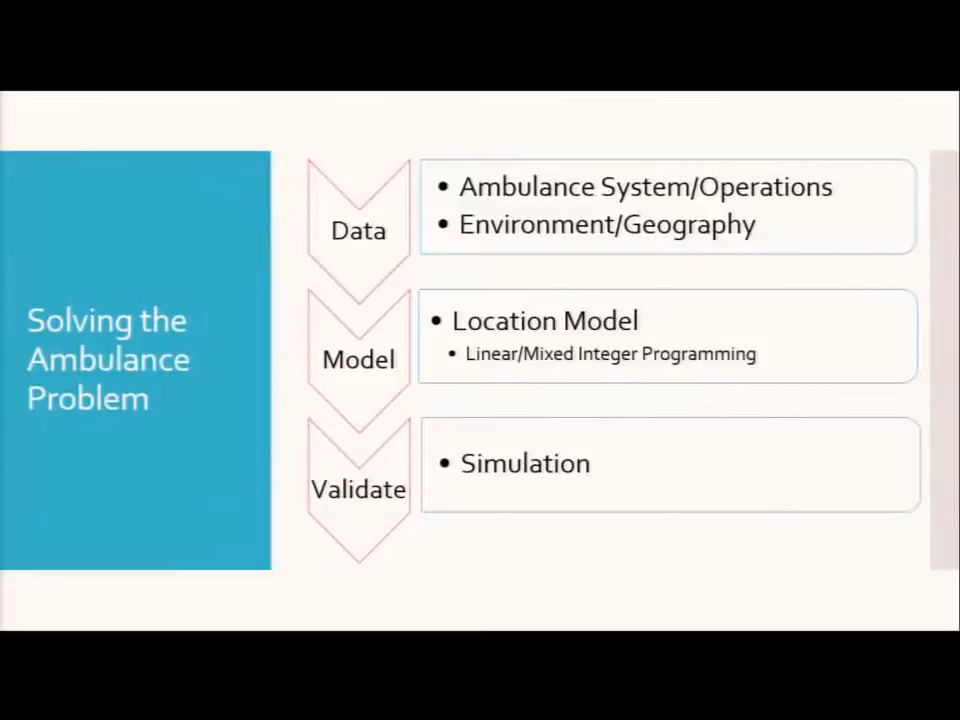 Solving the
Ambulance
Problem
Data
• Ambulance System/Operations
• Environment/Geography
Model
• Location Model
• Linear/Mixed Integer Programming
Validate
• Simulation